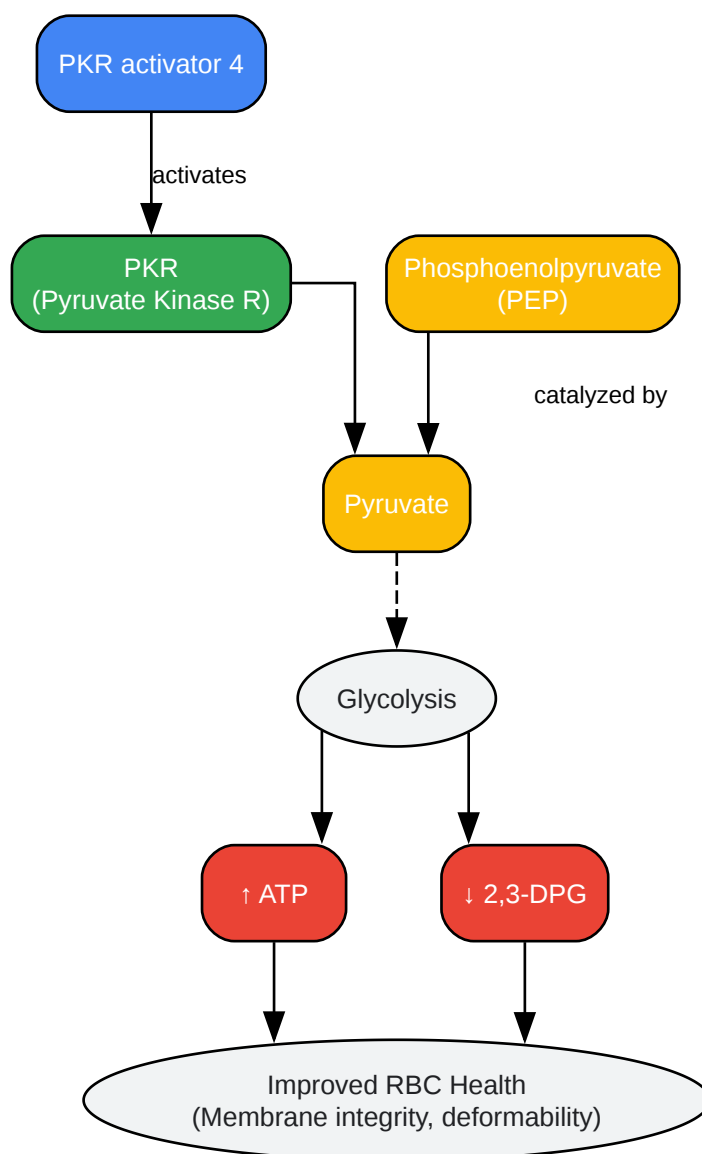 PKR activator 4
activates
PKR
(Pyruvate Kinase R)
Phosphoenolpyruvate
(PEP)
catalyzed by
Pyruvate
Glycolysis
↑ ATP
↓ 2,3-DPG
Improved RBC Health
(Membrane integrity, deformability)